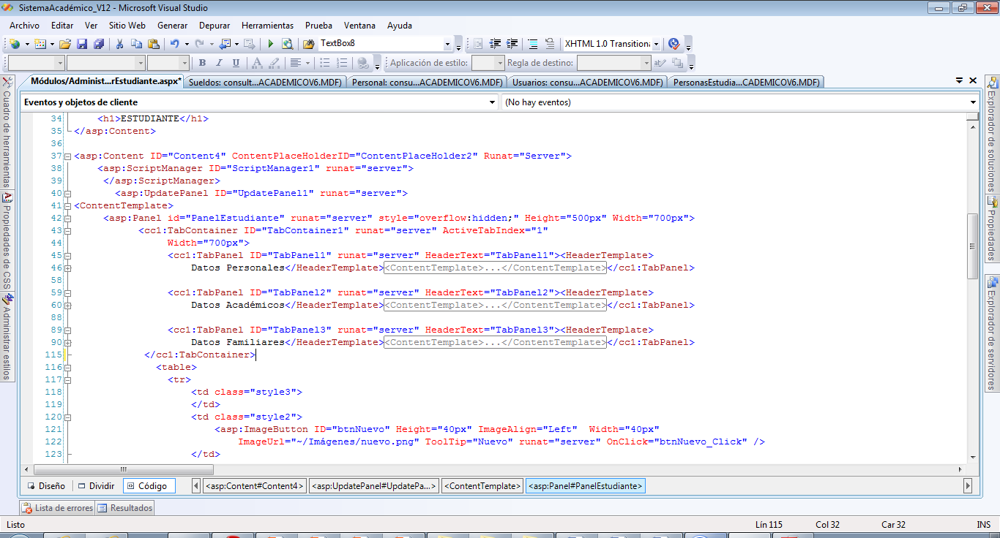 SistemaAcadémico_V12 - Microsoft Visual Studio
Archivo Editar Ver Sitio Web Generar Depurar Herramientas Prueba Ventana Ayuda
TextBox8 XHTML 1.0 Transitiona
B I U A Aplicación de estilo: Regla de destino:
Módulos/Administ...rEstudiante.aspx* Sueldos: consult...ACADEMICOV6.MDF) Personal: consu...ACADEMICOV6.MDF) Usuarios: consu...ACADEMICOV6.MDF) PersonasEstudia...CADEMICOV6.MDF)
Eventos y objetos de cliente (No hay eventos)
34 <h1>ESTUDIANTE</h1>
35 </asp:Content>
36
37 <asp:Content ID="Content4" ContentPlaceHolderID="ContentPlaceHolder2" Runat="Server">
38 <asp:ScriptManager ID="ScriptManager1" runat="server">
39 </asp:ScriptManager>
40 <asp:UpdatePanel ID="UpdatePanel1" runat="server">
41 <ContentTemplate>
42 <asp:Panel id="PanelEstudiante" runat="server" style="overflow:hidden;" Height="500px" Width="700px">
43 <cc1:TabContainer ID="TabContainer1" runat="server" ActiveTabIndex="1"
44 Width="700px">
45 <cc1:TabPanel ID="TabPanel1" runat="server" HeaderText="TabPanel1"><HeaderTemplate>
46 Datos Personales</HeaderTemplate><ContentTemplate>...</ContentTemplate></cc1:TabPanel>
58
59 <cc1:TabPanel ID="TabPanel2" runat="server" HeaderText="TabPanel2"><HeaderTemplate>
60 Datos Académicos</HeaderTemplate><ContentTemplate>...</ContentTemplate></cc1:TabPanel>
88
89 <cc1:TabPanel ID="TabPanel3" runat="server" HeaderText="TabPanel3"><HeaderTemplate>
90 Datos Familiares</HeaderTemplate><ContentTemplate>...</ContentTemplate></cc1:TabPanel>
115 </cc1:TabContainer>
116 <table>
117 <tr>
118 <td class="style3">
119 </td>
120 <td class="style2">
121 <asp:ImageButton ID="btnNuevo" Height="40px" ImageAlign="Left" Width="40px"
122 ImageUrl="~/Imágenes/nuevo.png" ToolTip="Nuevo" runat="server" OnClick="btnNuevo_Click" />
123 </td>
Diseño Dividir Código <asp:Content#Content4> <asp:UpdatePanel#UpdatePa...> <ContentTemplate> <asp:Panel#PanelEstudiante>
Lista de errores Resultados
Listo Lín 115 Col 32 Car 32 INS
Cuadro de herramientas
Propiedades de CSS
Administrar estilos
Explorador de soluciones
Propiedades
Explorador de servidores